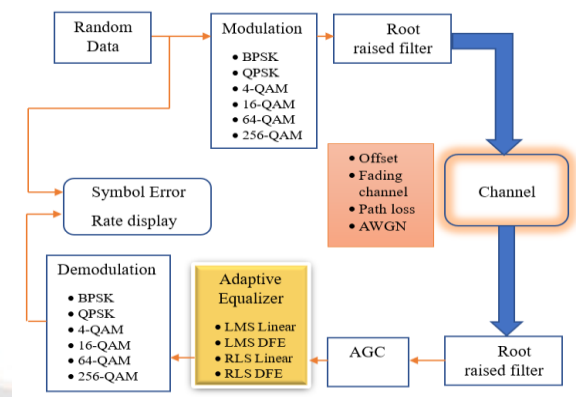 Random
Data
Modulation
• BPSK
• QPSK
• 4-QAM
• 16-QAM
• 64-QAM
• 256-QAM
Root
raised filter
• Offset
• Fading
channel
• Path loss
• AWGN
Channel
Symbol Error
Rate display
Demodulation
• BPSK
• QPSK
• 4-QAM
• 16-QAM
• 64-QAM
• 256-QAM
Adaptive
Equalizer
• LMS Linear
• LMS DFE
• RLS Linear
• RLS DFE
AGC
Root
raised filter